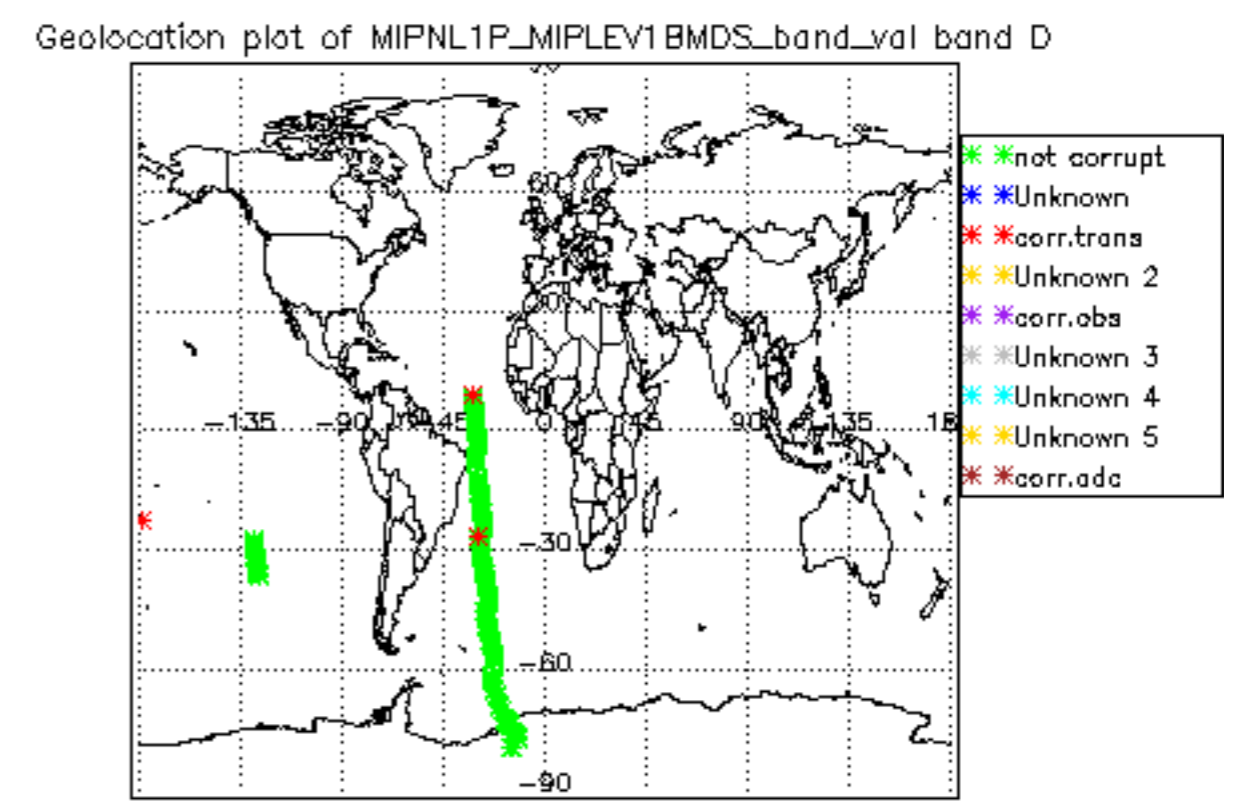 Geolocation plot of MIPNL1P_MIPLEV1BMDS_band_val band D
not corrupt
Unknown
corr.trans
Unknown 2
corr.obs
Unknown 3
Unknown 4
Unknown 5
corr.adc
60
-135 -90 -45 0 45 90 135
-30
-60
-90